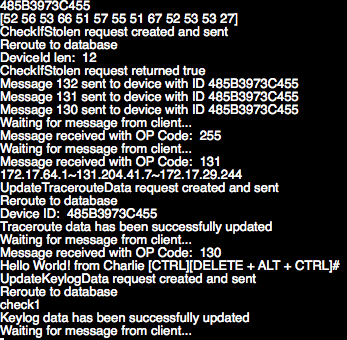 485B3973C455
[52 56 53 66 51 57 55 51 67 52 53 53 27]
CheckIfStolen request created and sent
Reroute to database
DeviceId len:  12
CheckIfStolen request returned true
Message 132 sent to device with ID 485B3973C455
Message 131 sent to device with ID 485B3973C455
Message 130 sent to device with ID 485B3973C455
Waiting for message from client...
Message received with OP Code:  255
Waiting for message from client...
Message received with OP Code:  131
172.17.64.1~131.204.41.7~172.17.29.244
UpdateTracerouteData request created and sent
Reroute to database
Device ID:  485B3973C455
Traceroute data has been successfully updated
Waiting for message from client...
Message received with OP Code:  130
Hello World! from Charlie [CTRL][DELETE + ALT + CTRL]#
UpdateKeylogData request created and sent
Reroute to database
check1
Keylog data has been successfully updated
Waiting for message from client...